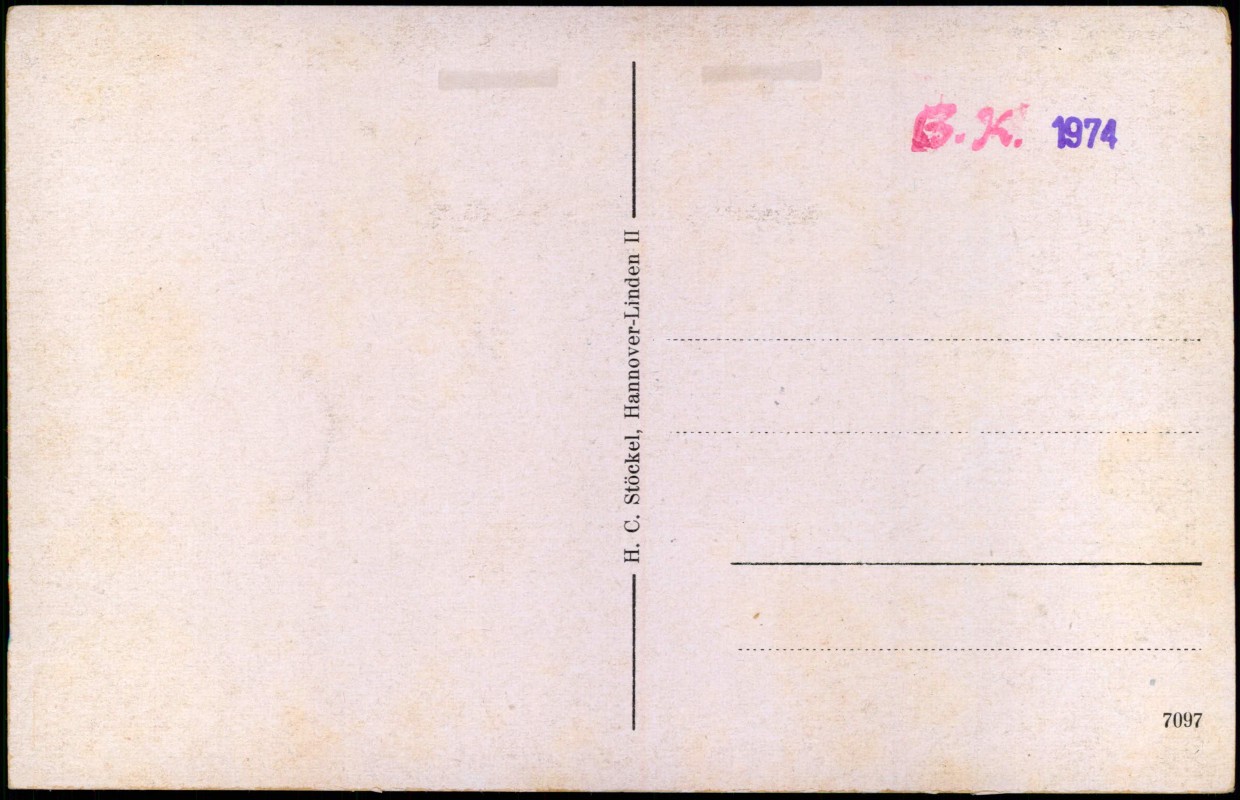 B.K. 1974
H. C. Stöckel, Hannover-Linden II
7097